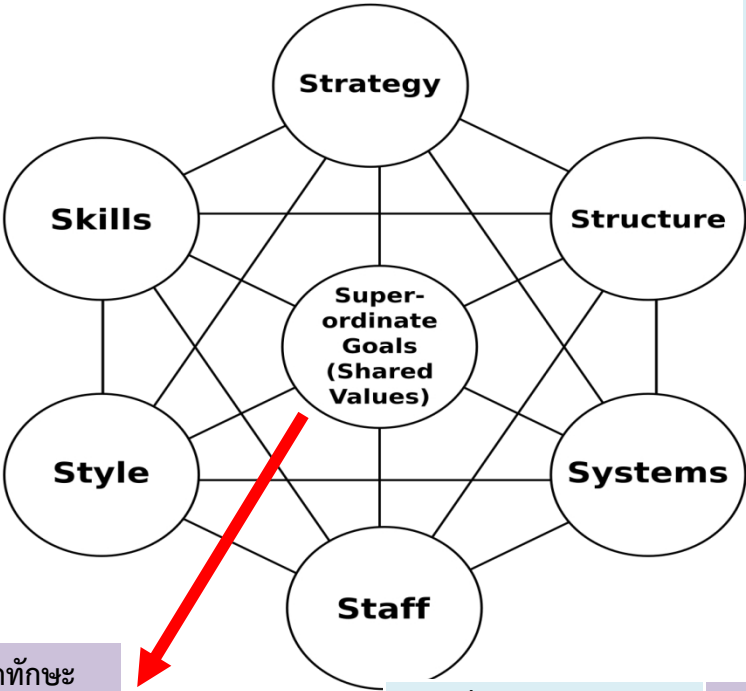 Strategy
Skills
Structure
Super-
ordinate
Goals
(Shared
Values)
Style
Systems
Staff
ทักษะ